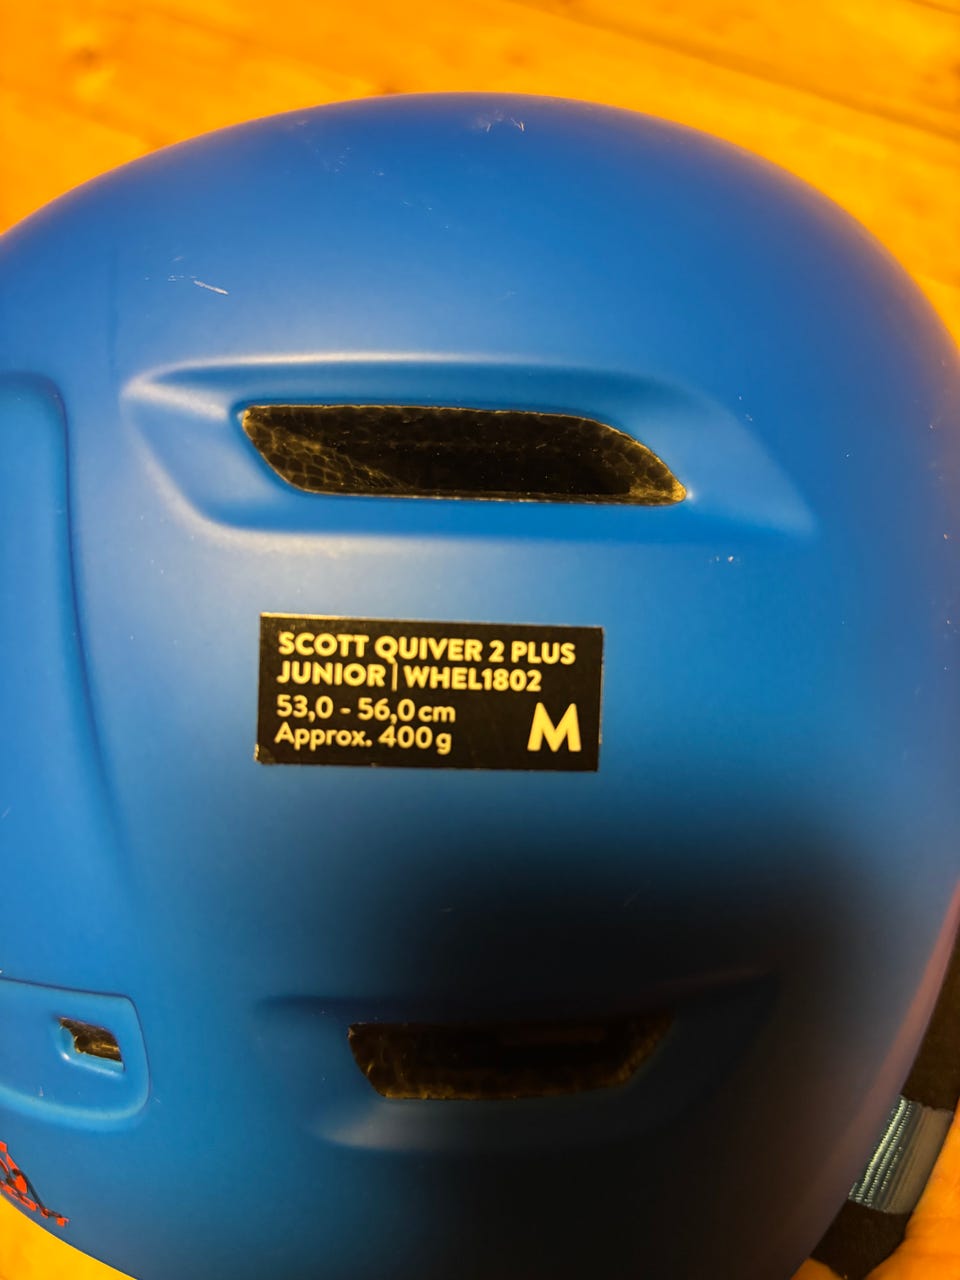 SCOTT QUIVER 2 PLUS
JUNIOR | WHEL1802
53,0 - 56,0 cm
Approx. 400 g
M